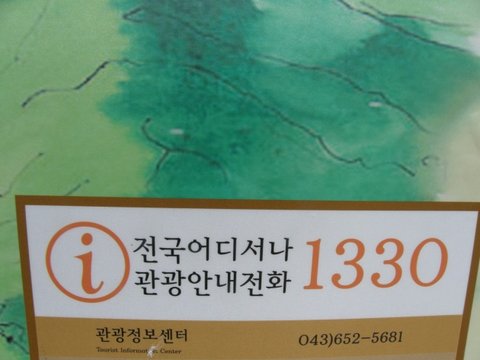 i 전국어디서나 1330
관광안내전화
관광정보센터 043)652-5681
Tourist Information Center